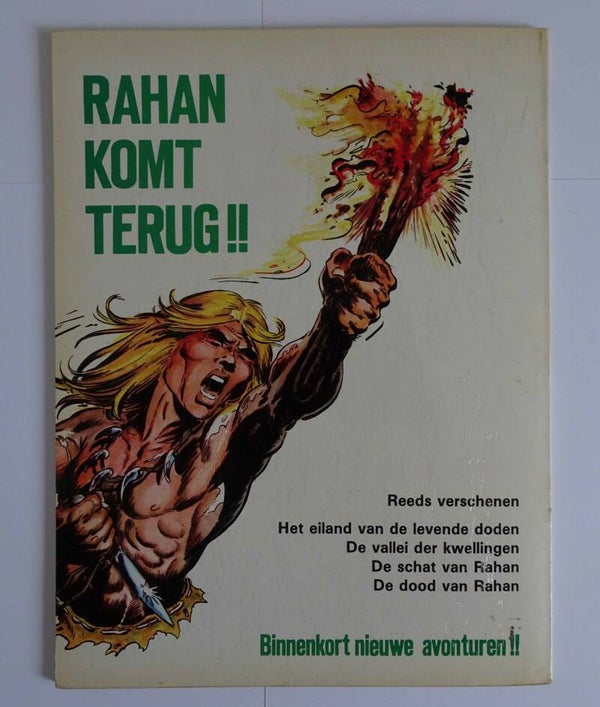 RAHAN
KOMT
TERUG!!
Reeds verschenen
Het eiland van de levende doden
De vallei der kwellingen
De schat van Rahan
De dood van Rahan
Binnenkort nieuwe avonturen!!